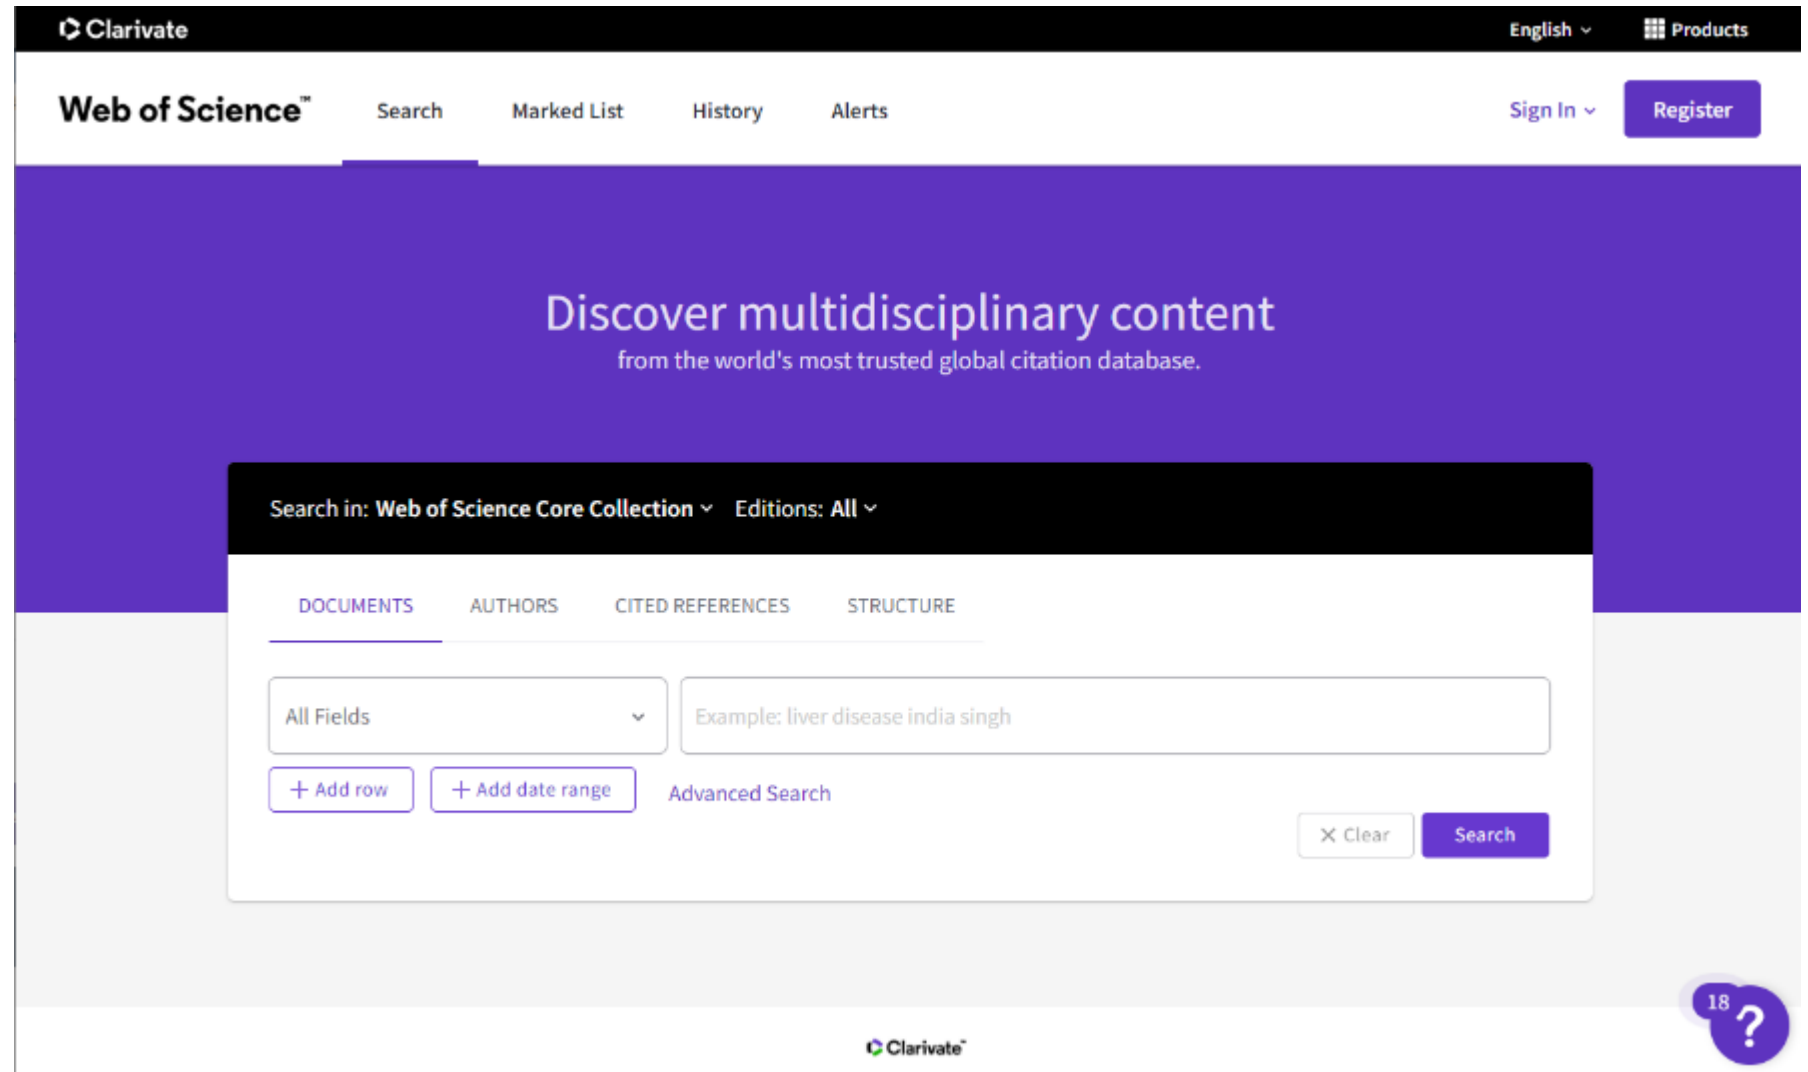 Clarivate English Products
Web of Science™ Search Marked List History Alerts Sign In Register
Discover multidisciplinary content
from the world's most trusted global citation database.
Search in: Web of Science Core Collection Editions: All
DOCUMENTS AUTHORS CITED REFERENCES STRUCTURE
All Fields Example: liver disease india singh
+ Add row + Add date range Advanced Search
× Clear Search
18 ?
Clarivate™